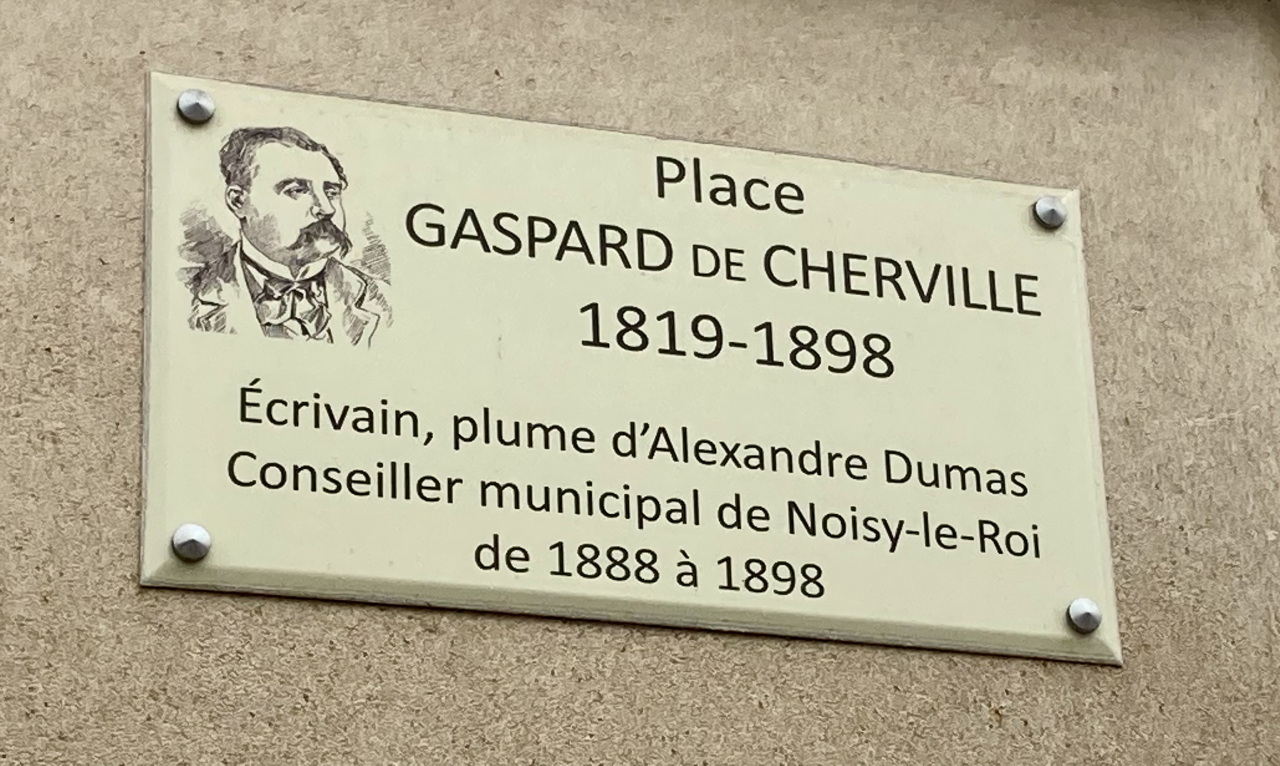 Place
GASPARD DE CHERVILLE
1819-1898
Écrivain, plume d’Alexandre Dumas
Conseiller municipal de Noisy-le-Roi
de 1888 à 1898